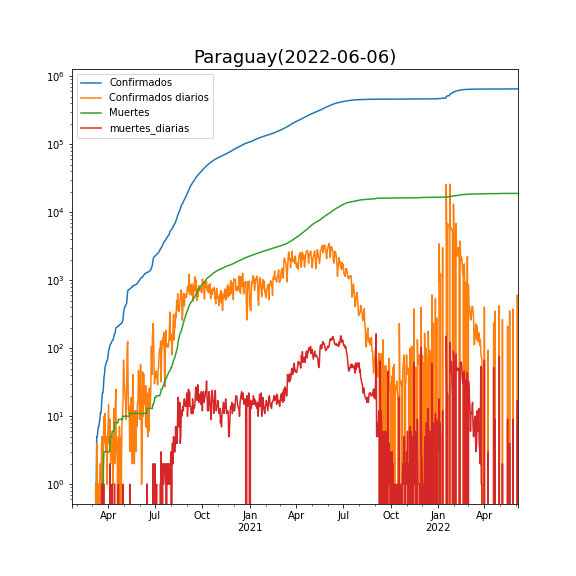 Paraguay(2022-06-06)
Confirmados
Confirmados diarios
Muertes
muertes_diarias
10^6
10^5
10^4
10^3
10^2
10^1
10^0
Apr Jul Oct Jan Apr Jul Oct Jan Apr
2021 2022